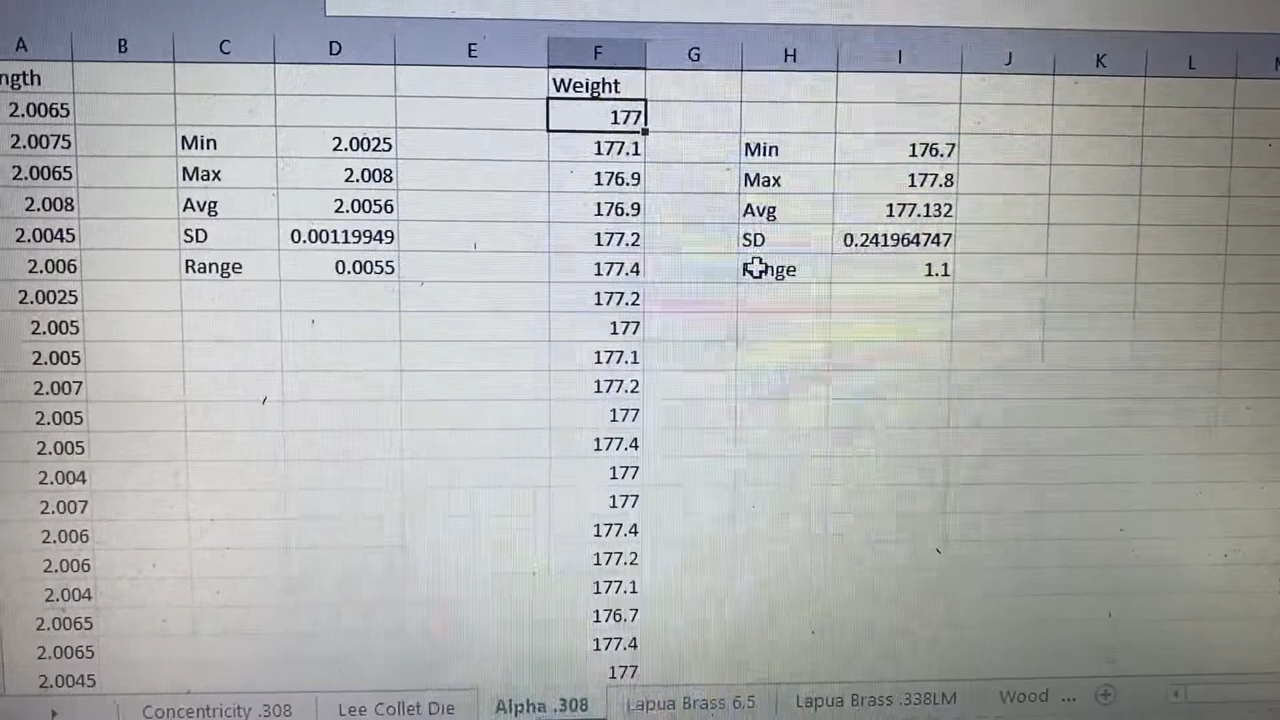 A B C D E F G H I J K L
ngth Weight
2.0065 177
2.0075 Min 2.0025 177.1 Min 176.7
2.0065 Max 2.008 176.9 Max 177.8
2.008 Avg 2.0056 176.9 Avg 177.132
2.0045 SD 0.00119949 177.2 SD 0.241964747
2.006 Range 0.0055 177.4 Range 1.1
2.0025 177.2
2.005 177
2.005 177.1
2.007 177.2
2.005 177
2.005 177.4
2.004 177
2.007 177
2.006 177.4
2.006 177.2
2.004 177.1
2.0065 176.7
2.0065 177.4
2.0045 177
Concentricity .308 Lee Collet Die Alpha .308 Lapua Brass 6.5 Lapua Brass .338LM Wood ...